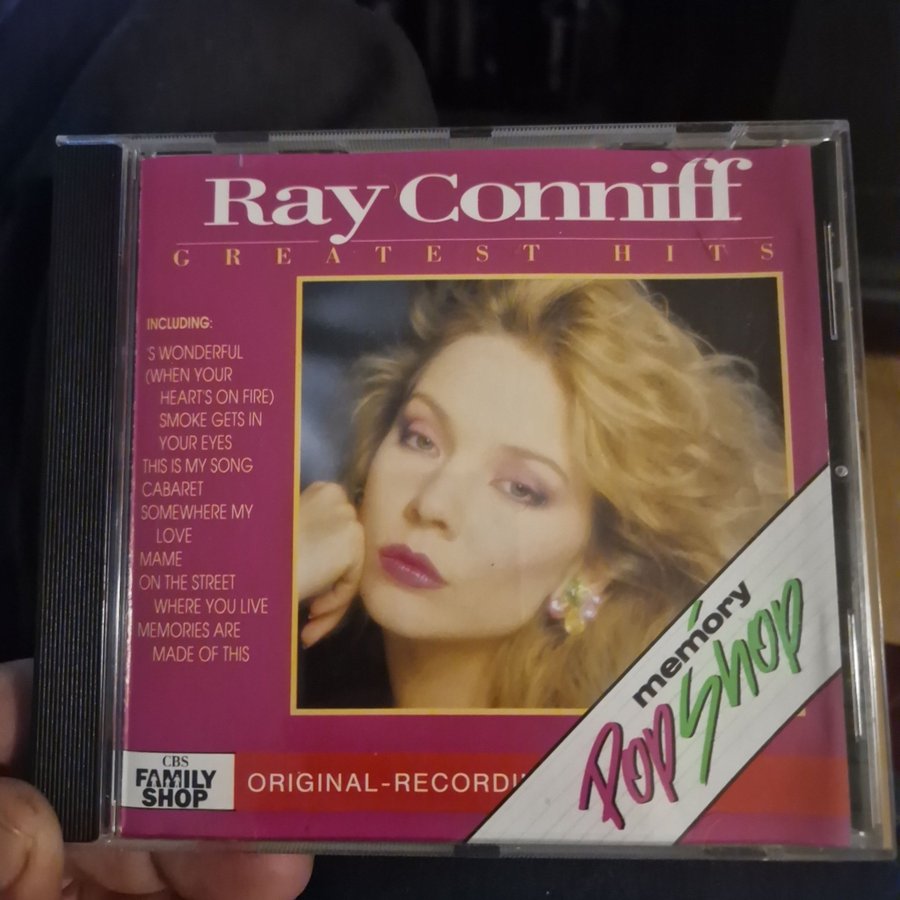 Ray Conniff
GREATEST HITS
INCLUDING:
'S WONDERFUL
(WHEN YOUR
HEART'S ON FIRE)
SMOKE GETS IN
YOUR EYES
THIS IS MY SONG
CABARET
SOMEWHERE MY
LOVE
MAME
ON THE STREET
WHERE YOU LIVE
MEMORIES ARE
MADE OF THIS
memory
Pop Shop
CBS
FAMILY
SHOP
ORIGINAL-RECORDI